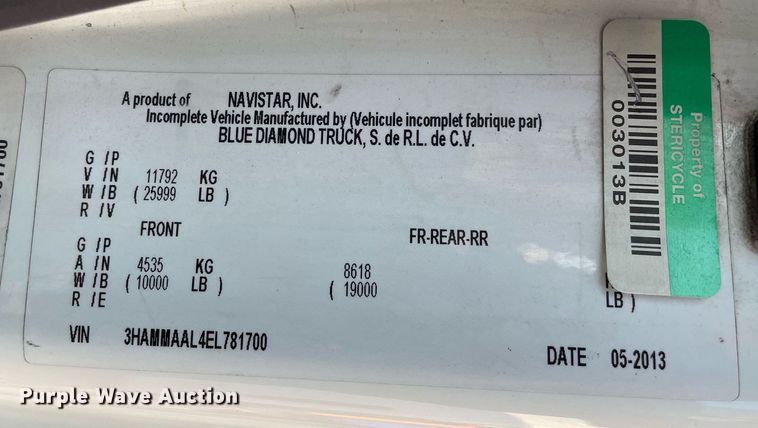 A product of NAVISTAR, INC.
Incomplete Vehicle Manufactured by (Vehicule incomplet fabrique par)
BLUE DIAMOND TRUCK, S. de R.L. de C.V.
G /P
V /N 11792 KG
W /B ( 25999 LB )
R /V
FRONT FR-REAR-RR
G /P
A /N 4535 KG 8618
W /B ( 10000 LB ) ( 19000 LB )
R /E
VIN 3HAMMAAL4EL781700
DATE 05-2013
Property of
STERICYCLE
003013B
Purple Wave Auction